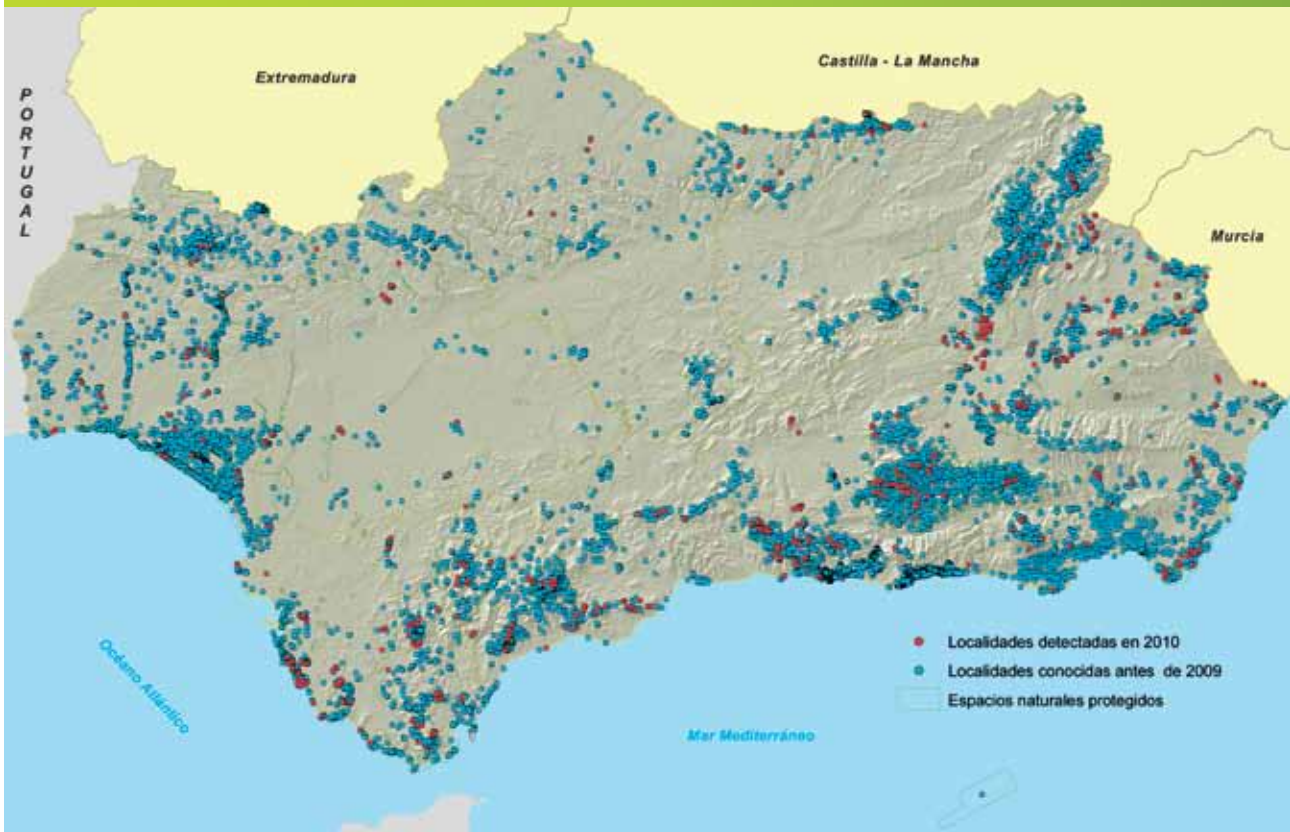 Extremadura
Castilla - La Mancha
PORTUGAL
Murcia
Localidades detectadas en 2010
Localidades conocidas antes de 2009
Espacios naturales protegidos
Océano Atlántico
Mar Mediterráneo